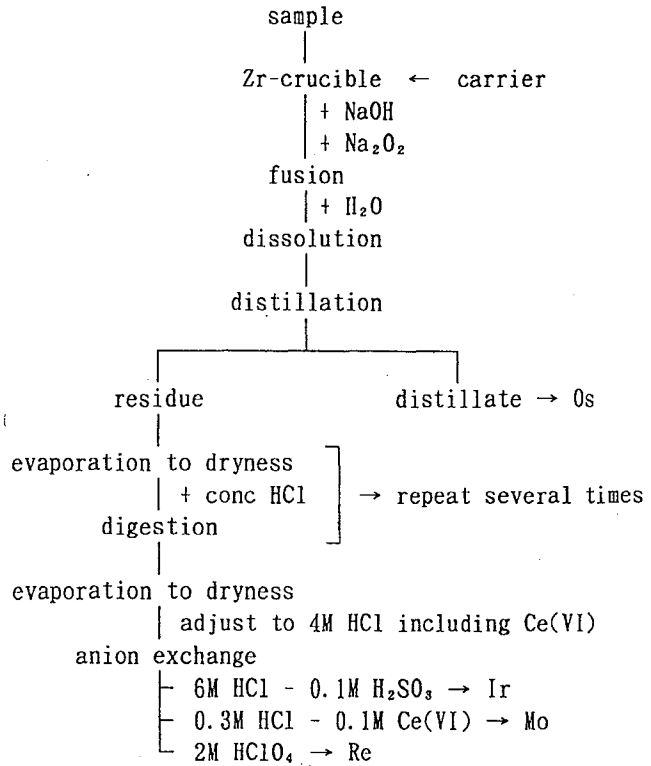 sample
Zr-crucible ← carrier
+ NaOH
+ Na₂O₂
fusion
+ H₂O
dissolution
distillation
residue
distillate → Os
evaporation to dryness
+ conc HCl
→ repeat several times
digestion
evaporation to dryness
adjust to 4M HCl including Ce(VI)
anion exchange
6M HCl - 0.1M H₂SO₃ → Ir
0.3M HCl - 0.1M Ce(VI) → Mo
2M HClO₄ → Re